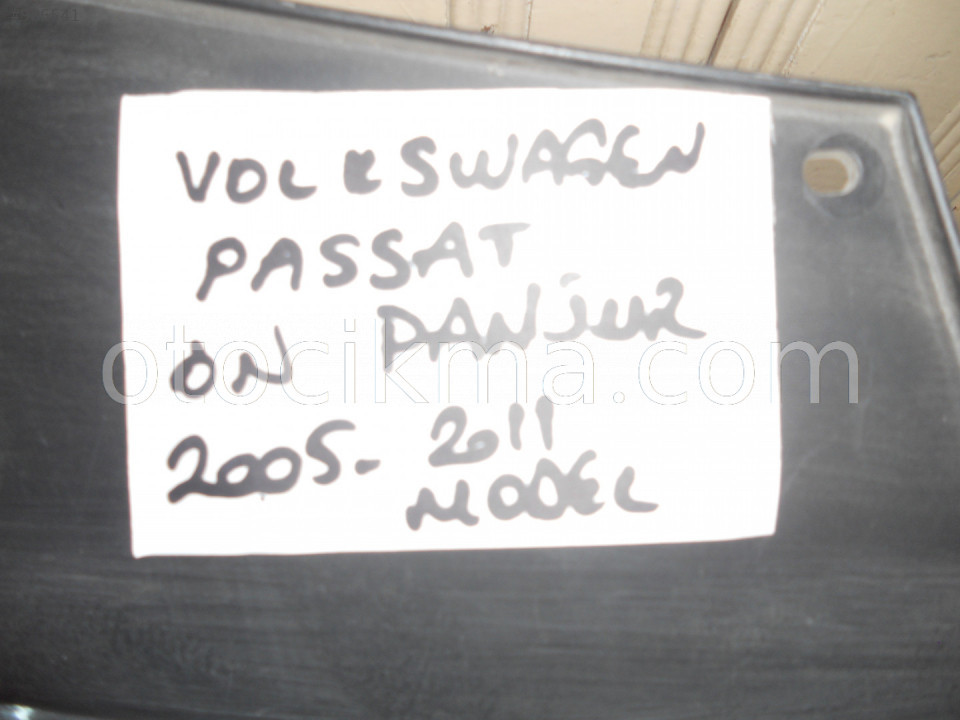 VOLKSWAGEN
PASSAT
ON PANJUR
2005-2011
MODEL
otocikma.com